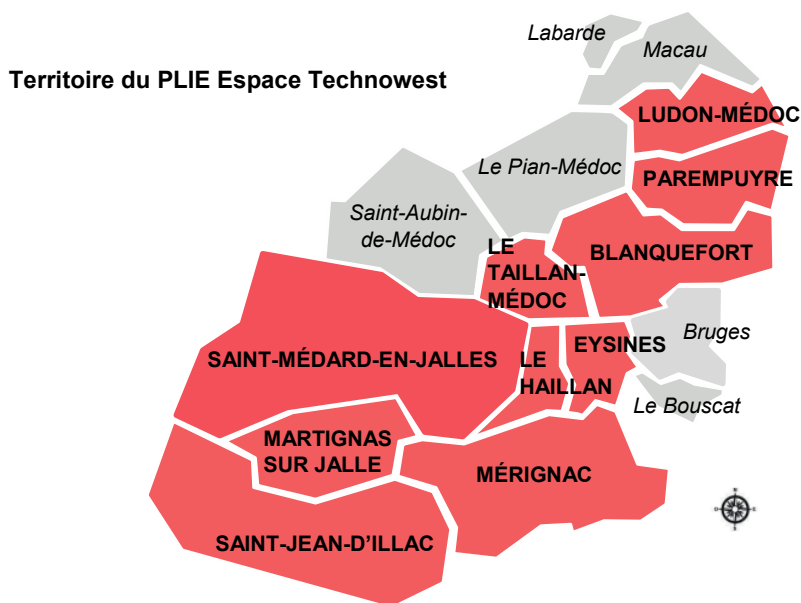 Labarde
Macau
Territoire du PLIE Espace Technowest
LUDON-MÉDOC
Le Pian-Médoc
PAREMPUYRE
Saint-Aubin-
de-Médoc
LE
TAILLAN-
MÉDOC
BLANQUEFORT
Bruges
EYSINES
SAINT-MÉDARD-EN-JALLES
LE
HAILLAN
Le Bouscat
MARTIGNAS
SUR JALLE
MÉRIGNAC
SAINT-JEAN-D'ILLAC